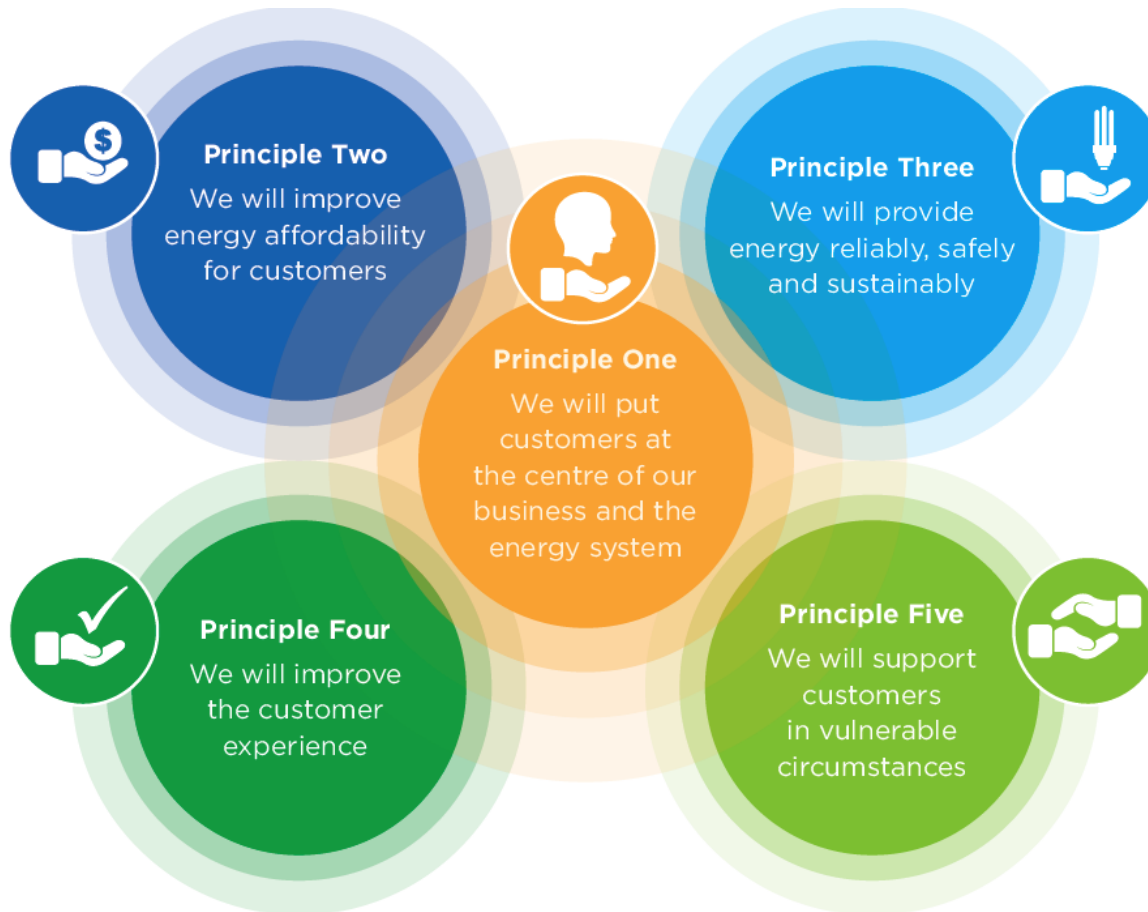 Principle Two
We will improve
energy affordability
for customers
Principle Three
We will provide
energy reliably, safely
and sustainably
$
Principle One
We will put
customers at
the centre of our
business and the
energy system
Principle Four
We will improve
the customer
experience
Principle Five
We will support
customers
in vulnerable
circumstances